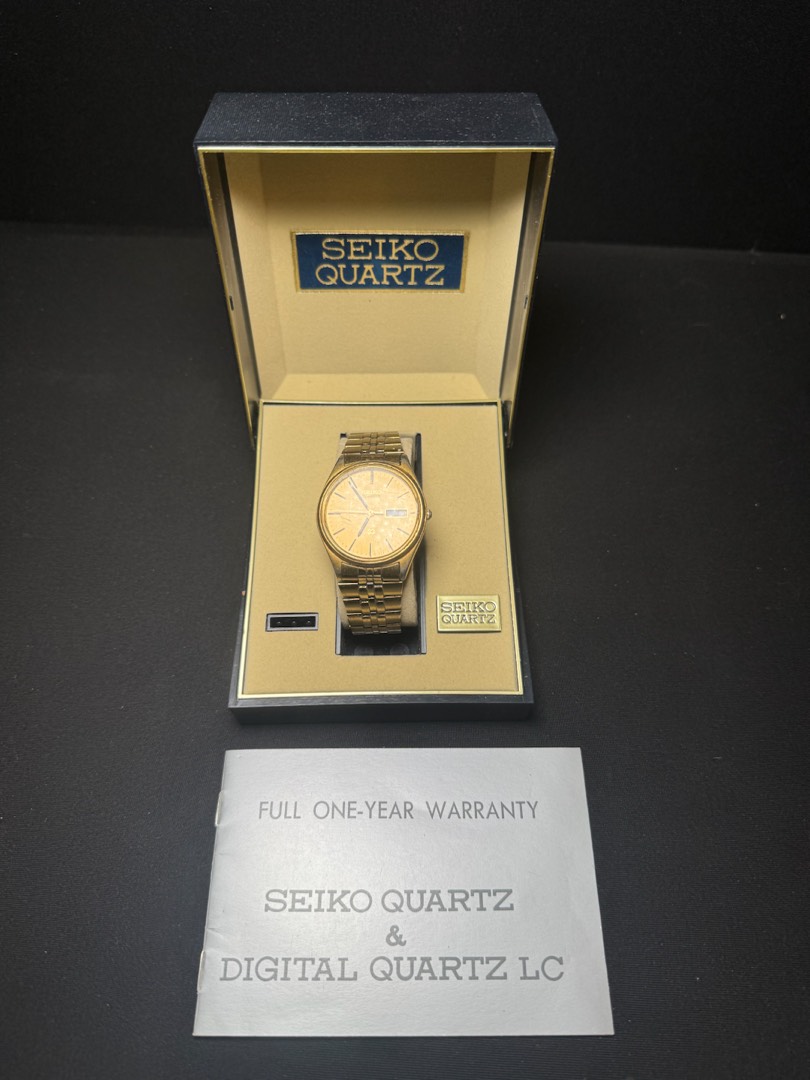 SEIKO
QUARTZ
SEIKO
QUARTZ
FULL ONE-YEAR WARRANTY
SEIKO QUARTZ
&
DIGITAL QUARTZ LC